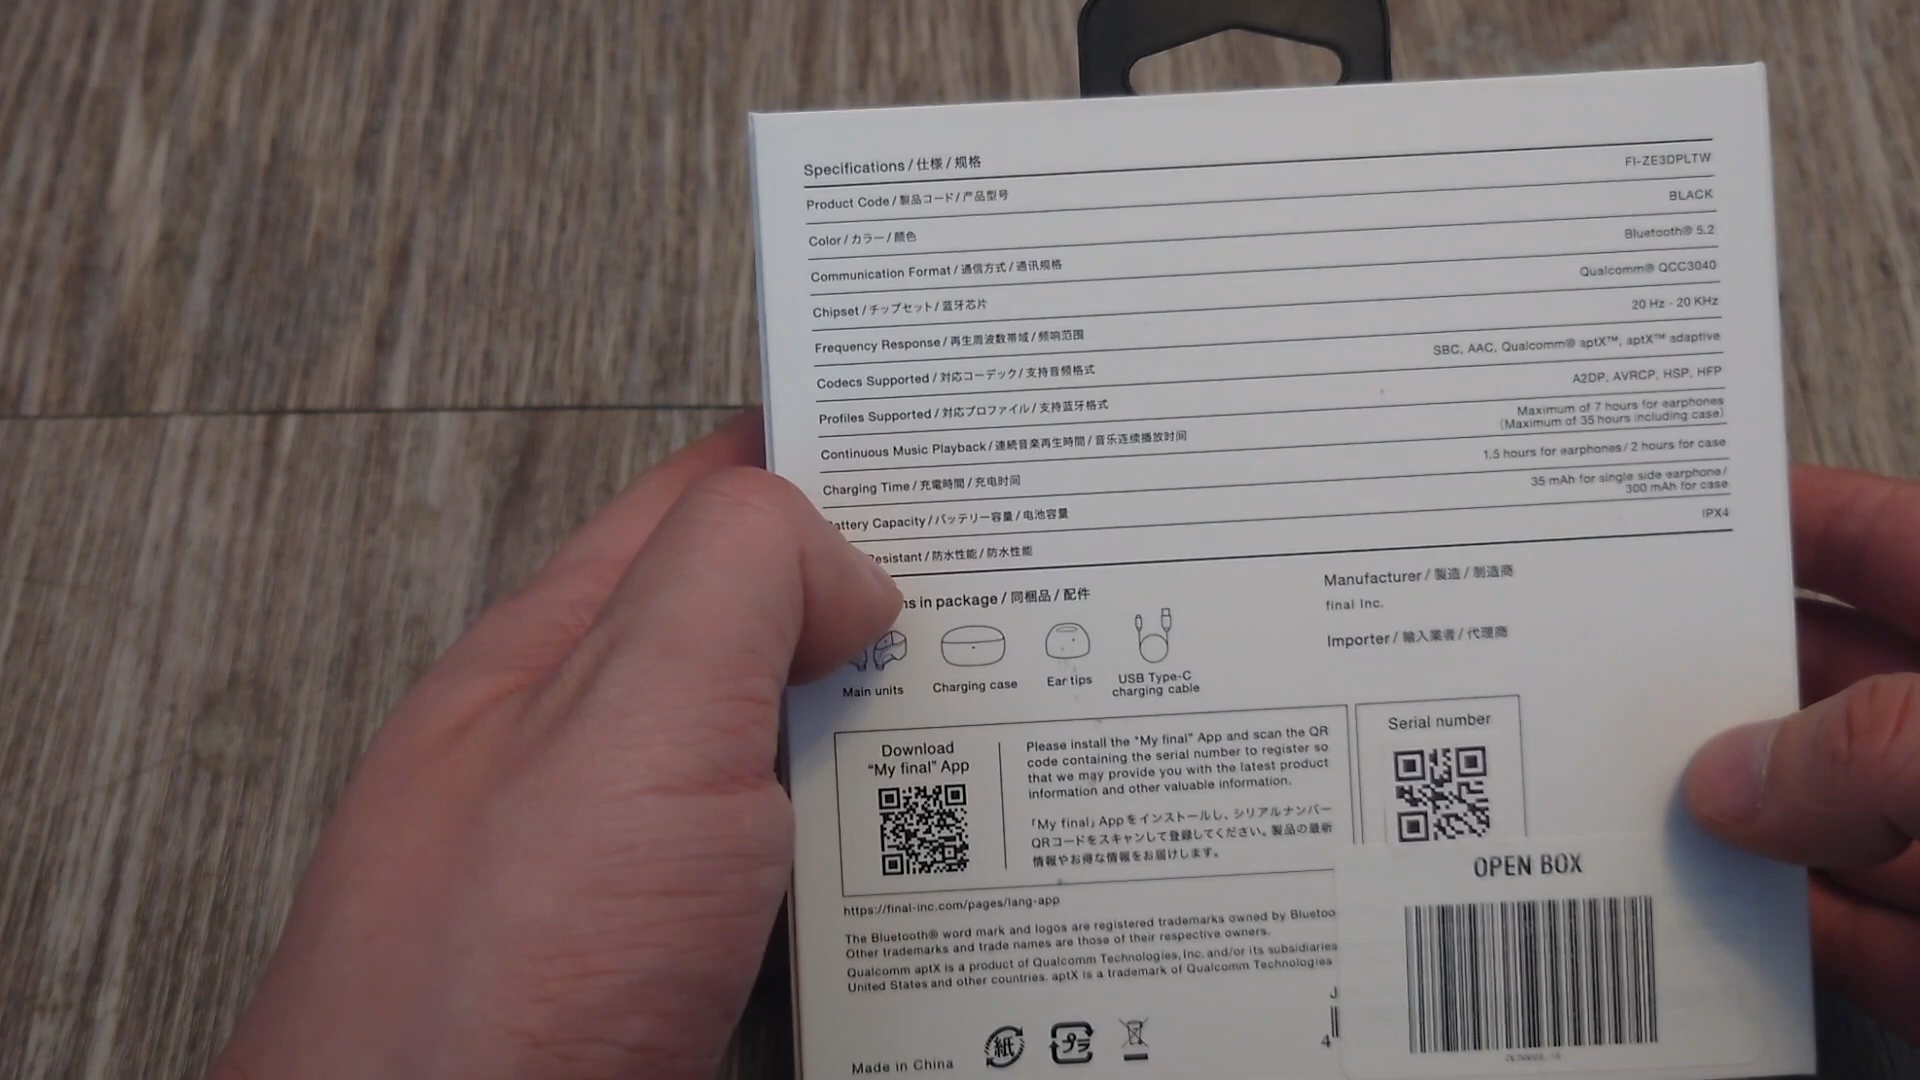 Specifications / 仕様 / 规格
Product Code / 製品コード / 产品型号 FI-ZE3DPLTW
Color / カラー / 颜色 BLACK
Communication Format / 通信方式 / 通讯规格 Bluetooth® 5.2
Chipset / チップセット / 蓝牙芯片 Qualcomm® QCC3040
Frequency Response / 再生周波数帯域 / 频响范围 20 Hz - 20 KHz
Codecs Supported / 対応コーデック / 支持音频格式 SBC, AAC, Qualcomm® aptX™, aptX™ adaptive
Profiles Supported / 対応プロファイル / 支持蓝牙格式 A2DP, AVRCP, HSP, HFP
Continuous Music Playback / 連続音楽再生時間 / 音乐连续播放时间 Maximum of 7 hours for earphones
(Maximum of 35 hours including case)
Charging Time / 充電時間 / 充电时间 1.5 hours for earphones / 2 hours for case
attery Capacity / バッテリー容量 / 电池容量 35 mAh for single side earphone /
300 mAh for case
Resistant / 防水性能 / 防水性能 IPX4
ns in package / 同梱品 / 配件
Main units
Charging case
Ear tips
USB Type-C
charging cable
Manufacturer / 製造 / 制造商
final Inc.
Importer / 輸入業者 / 代理商
Download
“My final” App
Please install the “My final” App and scan the QR
code containing the serial number to register so
that we may provide you with the latest product
information and other valuable information.
「My final」Appをインストールし、シリアルナンバー
QRコードをスキャンして登録してください。製品の最新
情報やお得な情報をお届けします。
Serial number
OPEN BOX
https://final-inc.com/pages/lang-app
The Bluetooth® word mark and logos are registered trademarks owned by Bluetoo
Other trademarks and trade names are those of their respective owners.
Qualcomm aptX is a product of Qualcomm Technologies, Inc. and/or its subsidiaries
United States and other countries. aptX is a trademark of Qualcomm Technologies
J
4
Made in China
紙
プラ